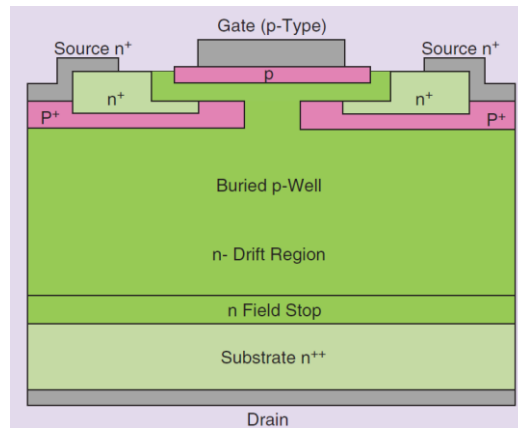 Gate (p-Type)
Source n+
Source n+
p
n+
n+
P+
P+
Buried p-Well
n- Drift Region
n Field Stop
Substrate n++
Drain